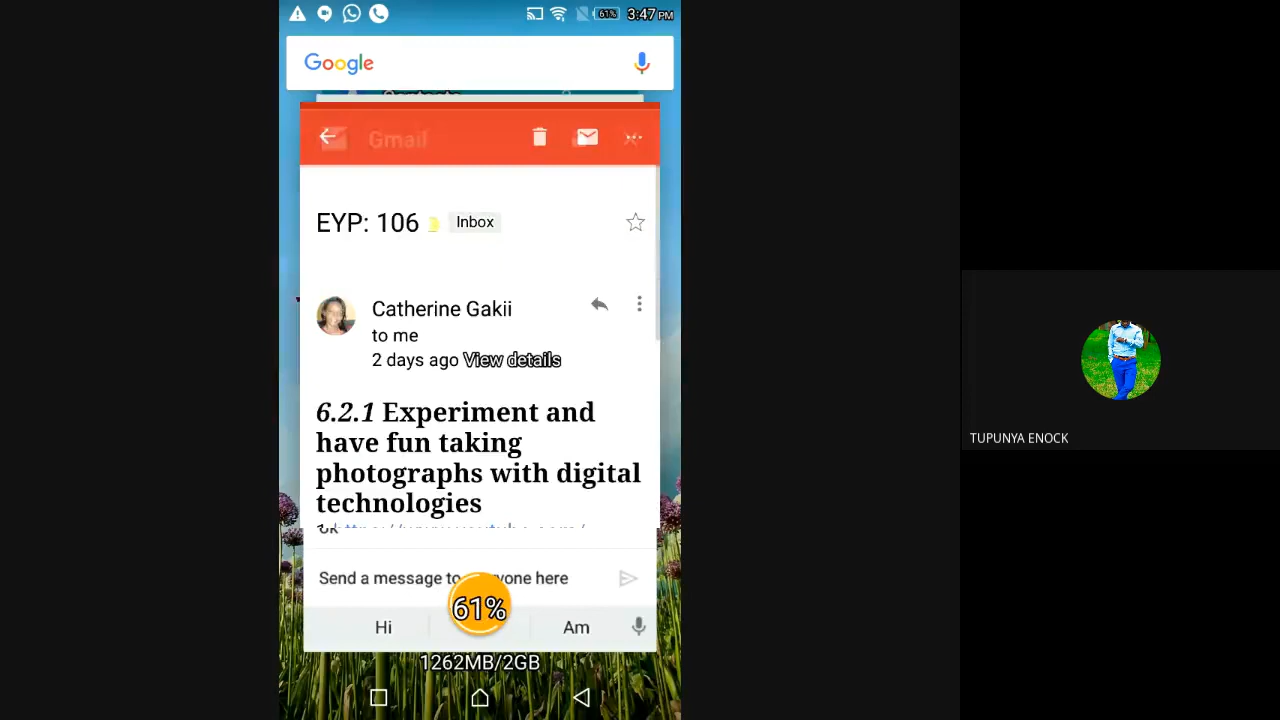 61%
3:47 PM
Google
Contacts
Gmail
EYP: 106
Inbox
Catherine Gakii
to me
2 days ago View details
6.2.1 Experiment and
have fun taking
photographs with digital
technologies
Send a message to everyone here
61%
Hi
Am
1262MB/2GB
TUPUNYA ENOCK